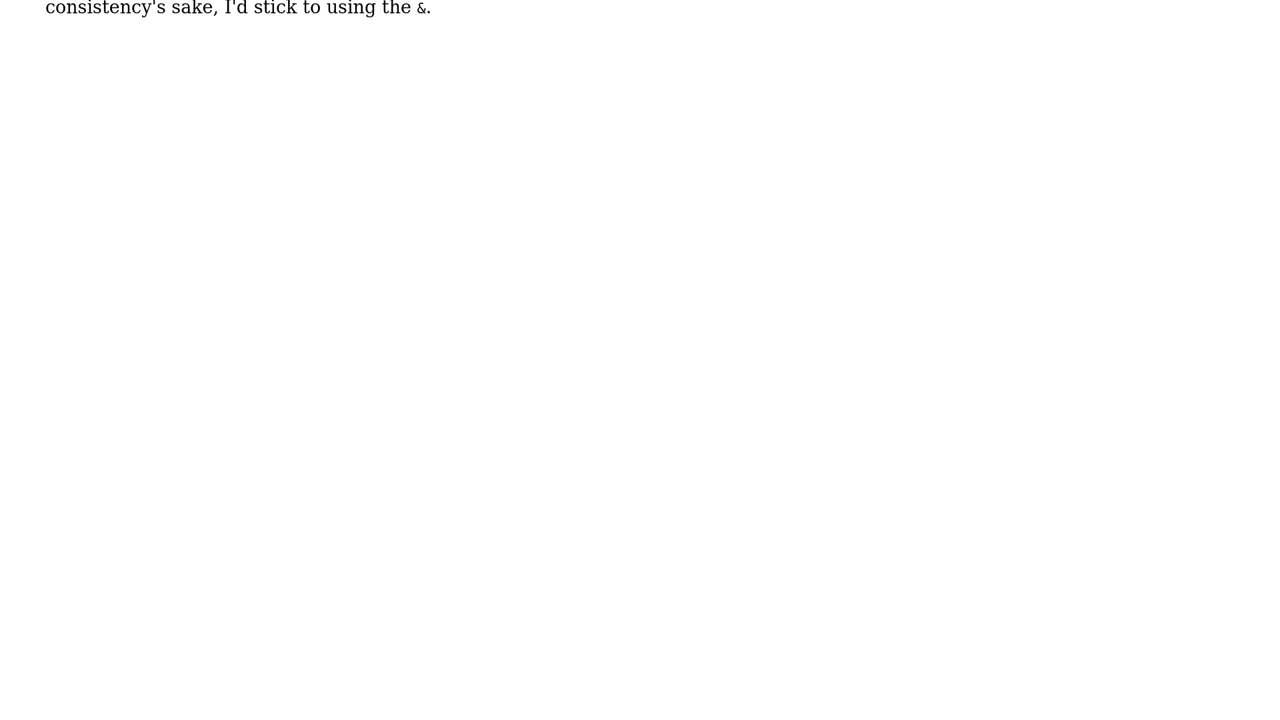 consistency's sake, I'd stick to using the &.